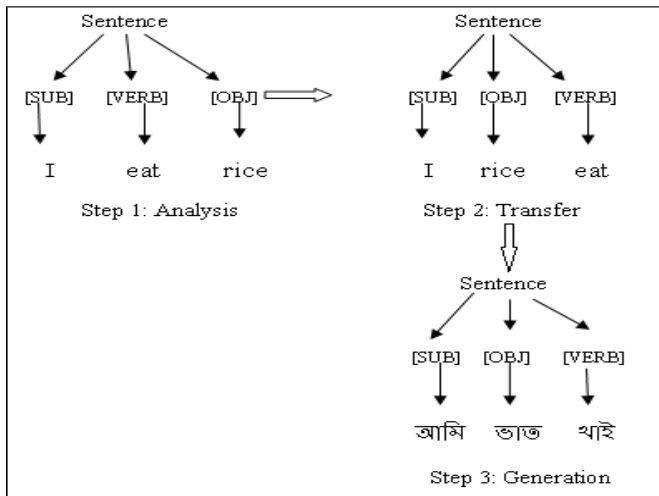 Sentence
[SUB] [VERB] [OBJ]
I eat rice
Step 1: Analysis
Sentence
[SUB] [OBJ] [VERB]
I rice eat
Step 2: Transfer
Sentence
[SUB] [OBJ] [VERB]
আমি ভাত খাই
Step 3: Generation